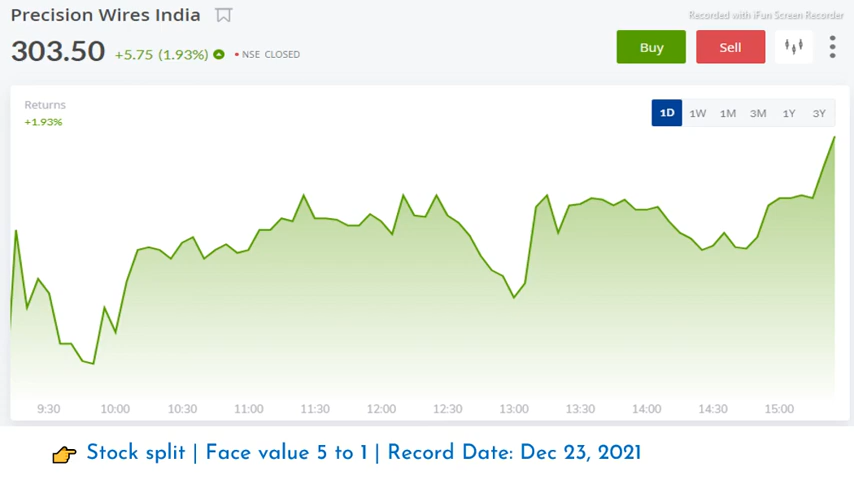 Precision Wires India
Recorded with iFun Screen Recorder
303.50 +5.75 (1.93%) • NSE CLOSED
Buy Sell
Returns
+1.93%
1D 1W 1M 3M 1Y 3Y
9:30 10:00 10:30 11:00 11:30 12:00 12:30 13:00 13:30 14:00 14:30 15:00
👉 Stock split | Face value 5 to 1 | Record Date: Dec 23, 2021